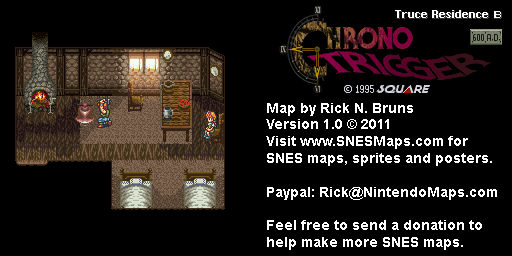 Truce Residence B
600 A.D.
CHRONO
TRIGGER
© 1995 SQUARE
Map by Rick N. Bruns
Version 1.0 © 2011
Visit www.SNESMaps.com for
SNES maps, sprites and posters.
Paypal: Rick@NintendoMaps.com
Feel free to send a donation to
help make more SNES maps.